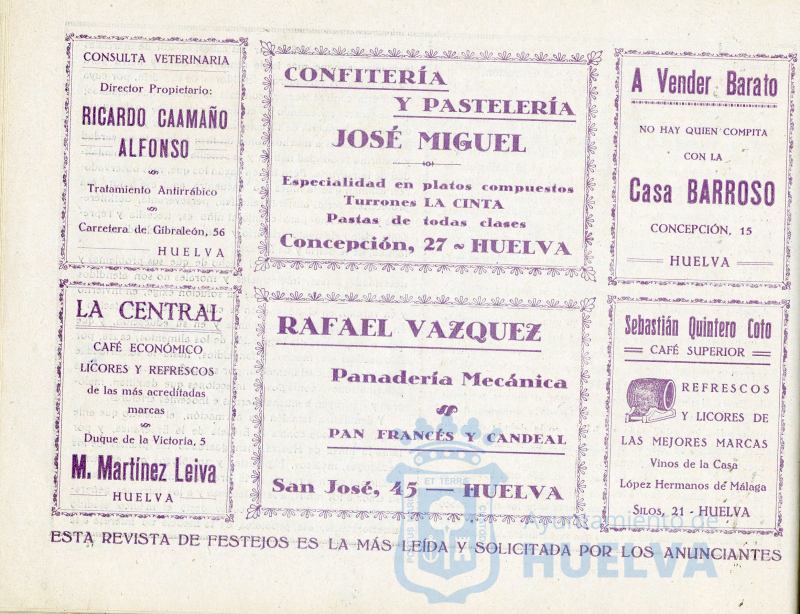 CONSULTA VETERINARIA
Director Propietario:
RICARDO CAAMAÑO
ALFONSO
Tratamiento Antirrábico
Carretera de Gibraleón, 56
HUELVA
CONFITERÍA
Y PASTELERÍA
JOSÉ MIGUEL
Especialidad en platos compuestos
Turrones LA CINTA
Pastas de todas clases
Concepción, 27 ~ HUELVA
A Vender Barato
NO HAY QUIEN COMPITA
CON LA
Casa BARROSO
CONCEPCIÓN, 15
HUELVA
LA CENTRAL
CAFÉ ECONÓMICO
LICORES Y REFRESCOS
de las más acreditadas
marcas
Duque de la Victoria, 5
M. Martínez Leiva
HUELVA
RAFAEL VAZQUEZ
Panadería Mecánica
PAN FRANCÉS Y CANDEAL
San José, 45 — HUELVA
Sebastián Quintero Coto
CAFÉ SUPERIOR
REFRESCOS
Y LICORES DE
LAS MEJORES MARCAS
Vinos de la Casa
López Hermanos de Málaga
SILOS, 21 - HUELVA
ESTA REVISTA DE FESTEJOS ES LA MÁS LEÍDA Y SOLICITADA POR LOS ANUNCIANTES
Ayuntamiento de
HUELVA